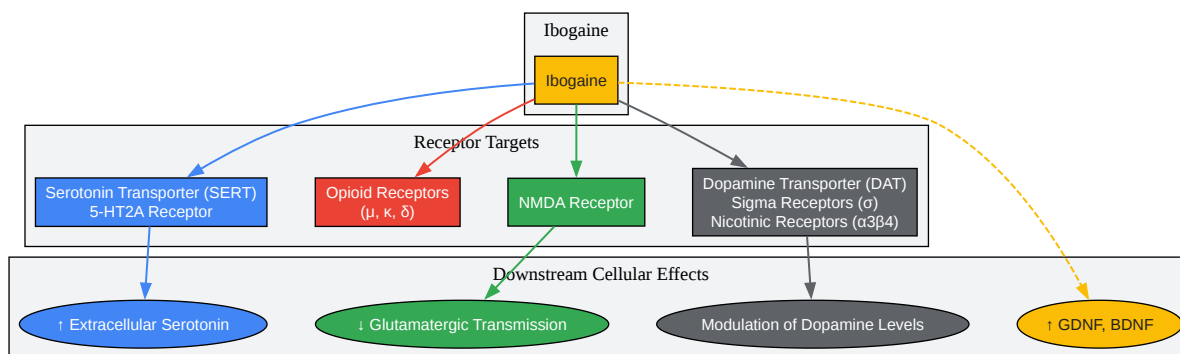 Ibogaine
Ibogaine
Receptor Targets
Serotonin Transporter (SERT)
5-HT2A Receptor
Opioid Receptors
(μ, κ, δ)
NMDA Receptor
Dopamine Transporter (DAT)
Sigma Receptors (σ)
Nicotinic Receptors (α3β4)
Downstream Cellular Effects
↑ Extracellular Serotonin
↓ Glutamatergic Transmission
Modulation of Dopamine Levels
↑ GDNF, BDNF